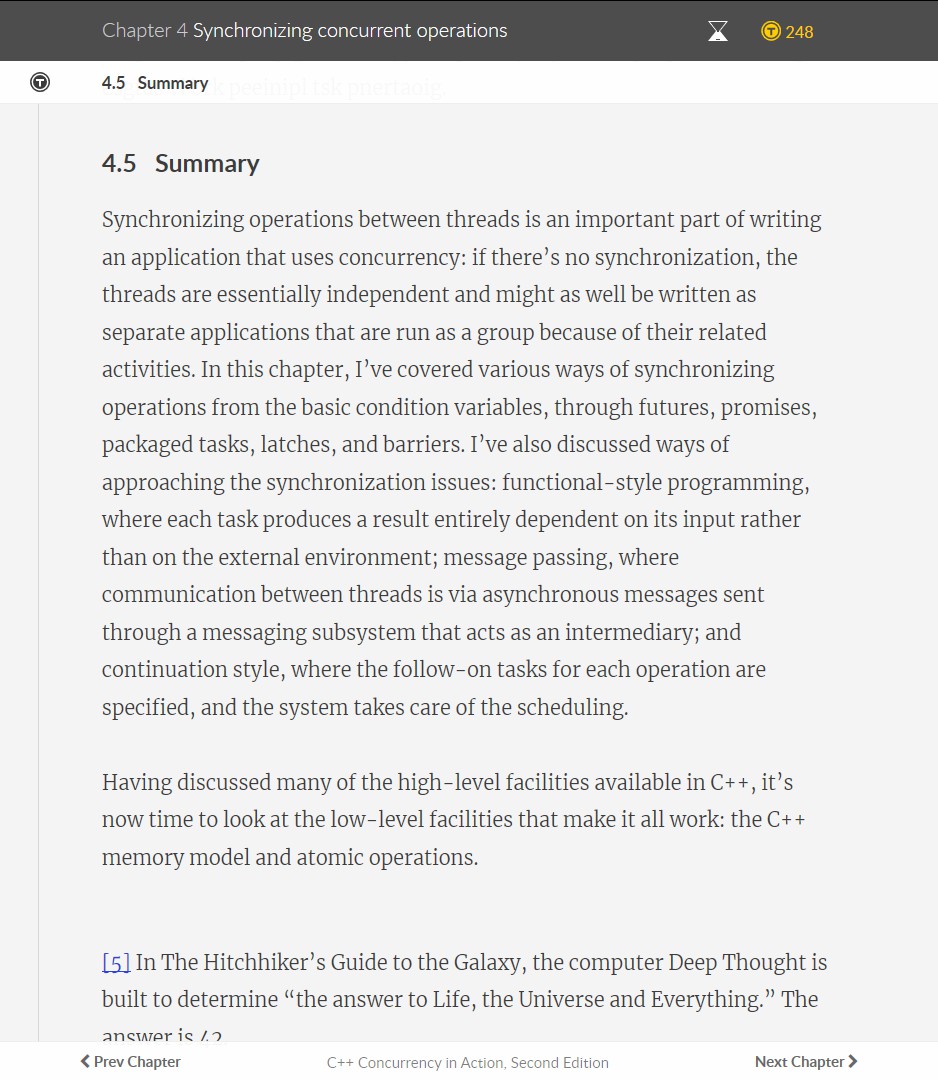 Chapter 4 Synchronizing concurrent operations
248
4.5 Summary
4.5 Summary
Synchronizing operations between threads is an important part of writing
an application that uses concurrency: if there’s no synchronization, the
threads are essentially independent and might as well be written as
separate applications that are run as a group because of their related
activities. In this chapter, I’ve covered various ways of synchronizing
operations from the basic condition variables, through futures, promises,
packaged tasks, latches, and barriers. I’ve also discussed ways of
approaching the synchronization issues: functional-style programming,
where each task produces a result entirely dependent on its input rather
than on the external environment; message passing, where
communication between threads is via asynchronous messages sent
through a messaging subsystem that acts as an intermediary; and
continuation style, where the follow-on tasks for each operation are
specified, and the system takes care of the scheduling.
Having discussed many of the high-level facilities available in C++, it’s
now time to look at the low-level facilities that make it all work: the C++
memory model and atomic operations.
[5] In The Hitchhiker’s Guide to the Galaxy, the computer Deep Thought is
built to determine “the answer to Life, the Universe and Everything.” The
answer is 42
Prev Chapter
C++ Concurrency in Action, Second Edition
Next Chapter